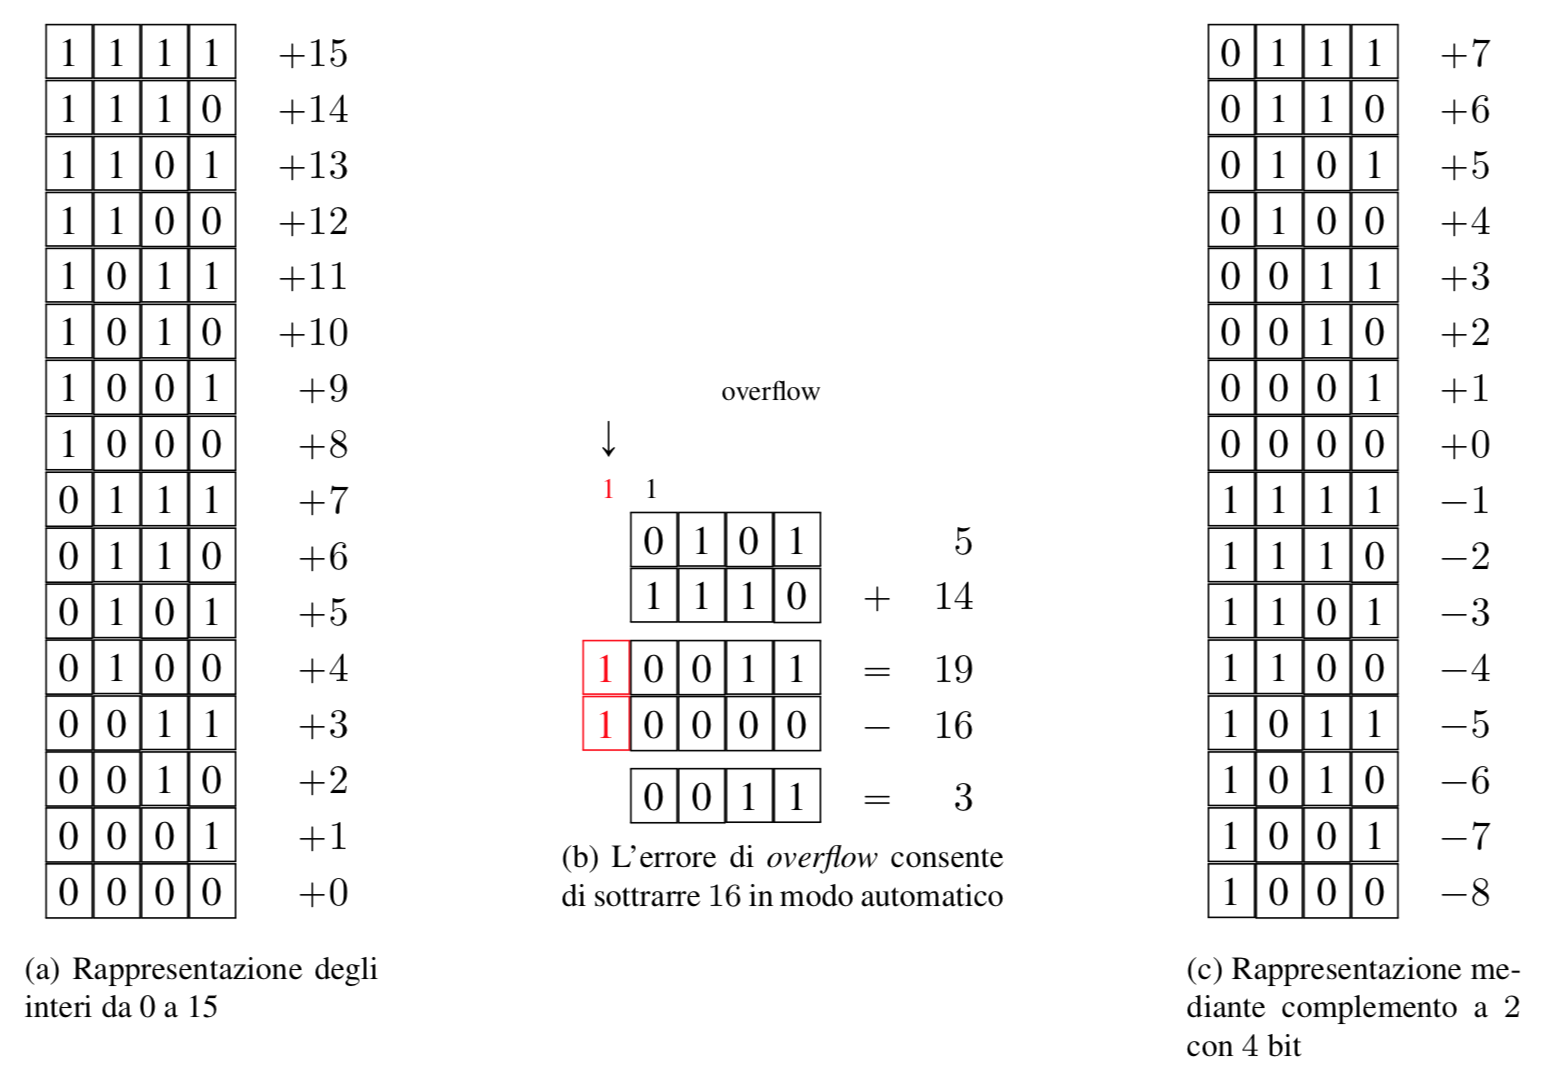 1 1 1 1 +15
1 1 1 0 +14
1 1 0 1 +13
1 1 0 0 +12
1 0 1 1 +11
1 0 1 0 +10
1 0 0 1 +9
1 0 0 0 +8
0 1 1 1 +7
0 1 1 0 +6
0 1 0 1 +5
0 1 0 0 +4
0 0 1 1 +3
0 0 1 0 +2
0 0 0 1 +1
0 0 0 0 +0
(a) Rappresentazione degli
interi da 0 a 15
overflow
↓
1 1
0 1 0 1 5
1 1 1 0 + 14
1 0 0 1 1 = 19
1 0 0 0 0 − 16
0 0 1 1 = 3
(b) L'errore di overflow consente
di sottrarre 16 in modo automatico
0 1 1 1 +7
0 1 1 0 +6
0 1 0 1 +5
0 1 0 0 +4
0 0 1 1 +3
0 0 1 0 +2
0 0 0 1 +1
0 0 0 0 +0
1 1 1 1 −1
1 1 1 0 −2
1 1 0 1 −3
1 1 0 0 −4
1 0 1 1 −5
1 0 1 0 −6
1 0 0 1 −7
1 0 0 0 −8
(c) Rappresentazione me-
diante complemento a 2
con 4 bit